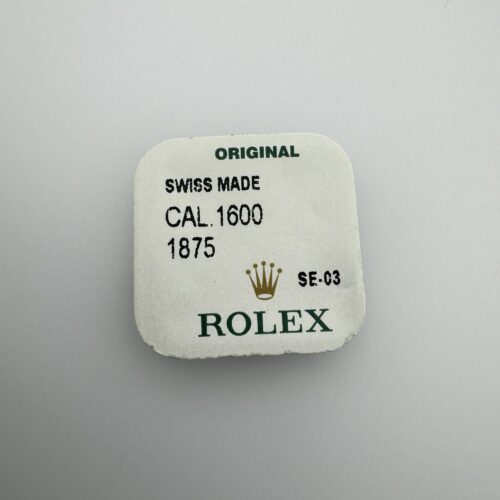 ORIGINAL
SWISS MADE
CAL.1600
1875
SE-03
ROLEX